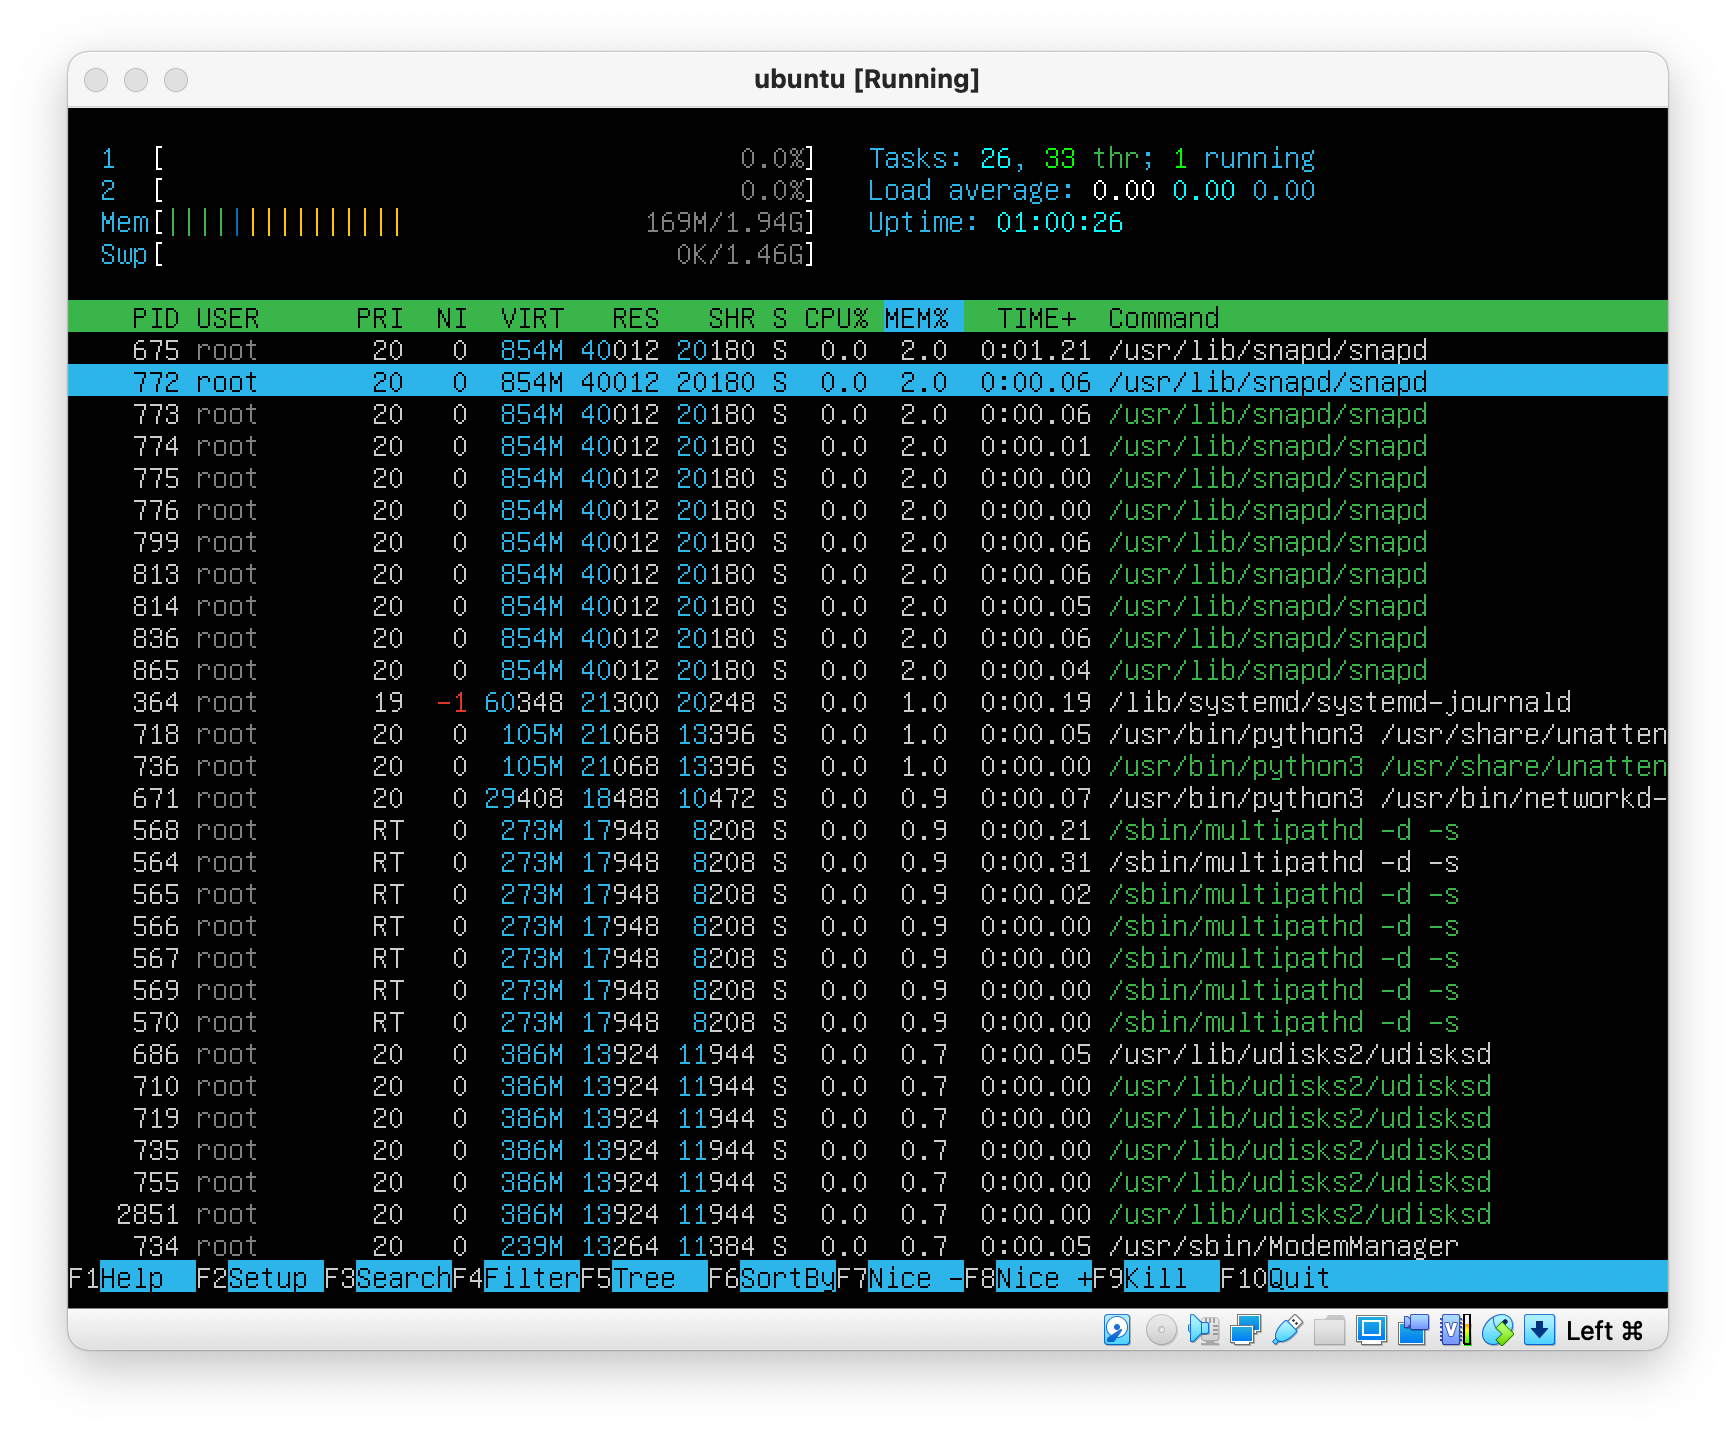 ubuntu [Running]
1 [ 0.0%] Tasks: 26, 33 thr; 1 running
2 [ 0.0%] Load average: 0.00 0.00 0.00
Mem[||||||||||||||| 169M/1.94G] Uptime: 01:00:26
Swp[ 0K/1.46G]
PID USER PRI NI VIRT RES SHR S CPU% MEM% TIME+ Command
675 root 20 0 854M 40012 20180 S 0.0 2.0 0:01.21 /usr/lib/snapd/snapd
772 root 20 0 854M 40012 20180 S 0.0 2.0 0:00.06 /usr/lib/snapd/snapd
773 root 20 0 854M 40012 20180 S 0.0 2.0 0:00.06 /usr/lib/snapd/snapd
774 root 20 0 854M 40012 20180 S 0.0 2.0 0:00.01 /usr/lib/snapd/snapd
775 root 20 0 854M 40012 20180 S 0.0 2.0 0:00.00 /usr/lib/snapd/snapd
776 root 20 0 854M 40012 20180 S 0.0 2.0 0:00.00 /usr/lib/snapd/snapd
799 root 20 0 854M 40012 20180 S 0.0 2.0 0:00.06 /usr/lib/snapd/snapd
813 root 20 0 854M 40012 20180 S 0.0 2.0 0:00.06 /usr/lib/snapd/snapd
814 root 20 0 854M 40012 20180 S 0.0 2.0 0:00.05 /usr/lib/snapd/snapd
836 root 20 0 854M 40012 20180 S 0.0 2.0 0:00.06 /usr/lib/snapd/snapd
865 root 20 0 854M 40012 20180 S 0.0 2.0 0:00.04 /usr/lib/snapd/snapd
364 root 19 -1 60348 21300 20248 S 0.0 1.0 0:00.19 /lib/systemd/systemd-journald
718 root 20 0 105M 21068 13396 S 0.0 1.0 0:00.05 /usr/bin/python3 /usr/share/unatten
736 root 20 0 105M 21068 13396 S 0.0 1.0 0:00.00 /usr/bin/python3 /usr/share/unatten
671 root 20 0 29408 18488 10472 S 0.0 0.9 0:00.07 /usr/bin/python3 /usr/bin/networkd-
568 root RT 0 273M 17948 8208 S 0.0 0.9 0:00.21 /sbin/multipathd -d -s
564 root RT 0 273M 17948 8208 S 0.0 0.9 0:00.31 /sbin/multipathd -d -s
565 root RT 0 273M 17948 8208 S 0.0 0.9 0:00.02 /sbin/multipathd -d -s
566 root RT 0 273M 17948 8208 S 0.0 0.9 0:00.00 /sbin/multipathd -d -s
567 root RT 0 273M 17948 8208 S 0.0 0.9 0:00.00 /sbin/multipathd -d -s
569 root RT 0 273M 17948 8208 S 0.0 0.9 0:00.00 /sbin/multipathd -d -s
570 root RT 0 273M 17948 8208 S 0.0 0.9 0:00.00 /sbin/multipathd -d -s
686 root 20 0 386M 13924 11944 S 0.0 0.7 0:00.05 /usr/lib/udisks2/udisksd
710 root 20 0 386M 13924 11944 S 0.0 0.7 0:00.00 /usr/lib/udisks2/udisksd
719 root 20 0 386M 13924 11944 S 0.0 0.7 0:00.00 /usr/lib/udisks2/udisksd
735 root 20 0 386M 13924 11944 S 0.0 0.7 0:00.00 /usr/lib/udisks2/udisksd
755 root 20 0 386M 13924 11944 S 0.0 0.7 0:00.00 /usr/lib/udisks2/udisksd
2851 root 20 0 386M 13924 11944 S 0.0 0.7 0:00.00 /usr/lib/udisks2/udisksd
734 root 20 0 239M 13264 11384 S 0.0 0.7 0:00.05 /usr/sbin/ModemManager
F1Help F2Setup F3SearchF4FilterF5Tree F6SortByF7Nice -F8Nice +F9Kill F10Quit
Left ⌘